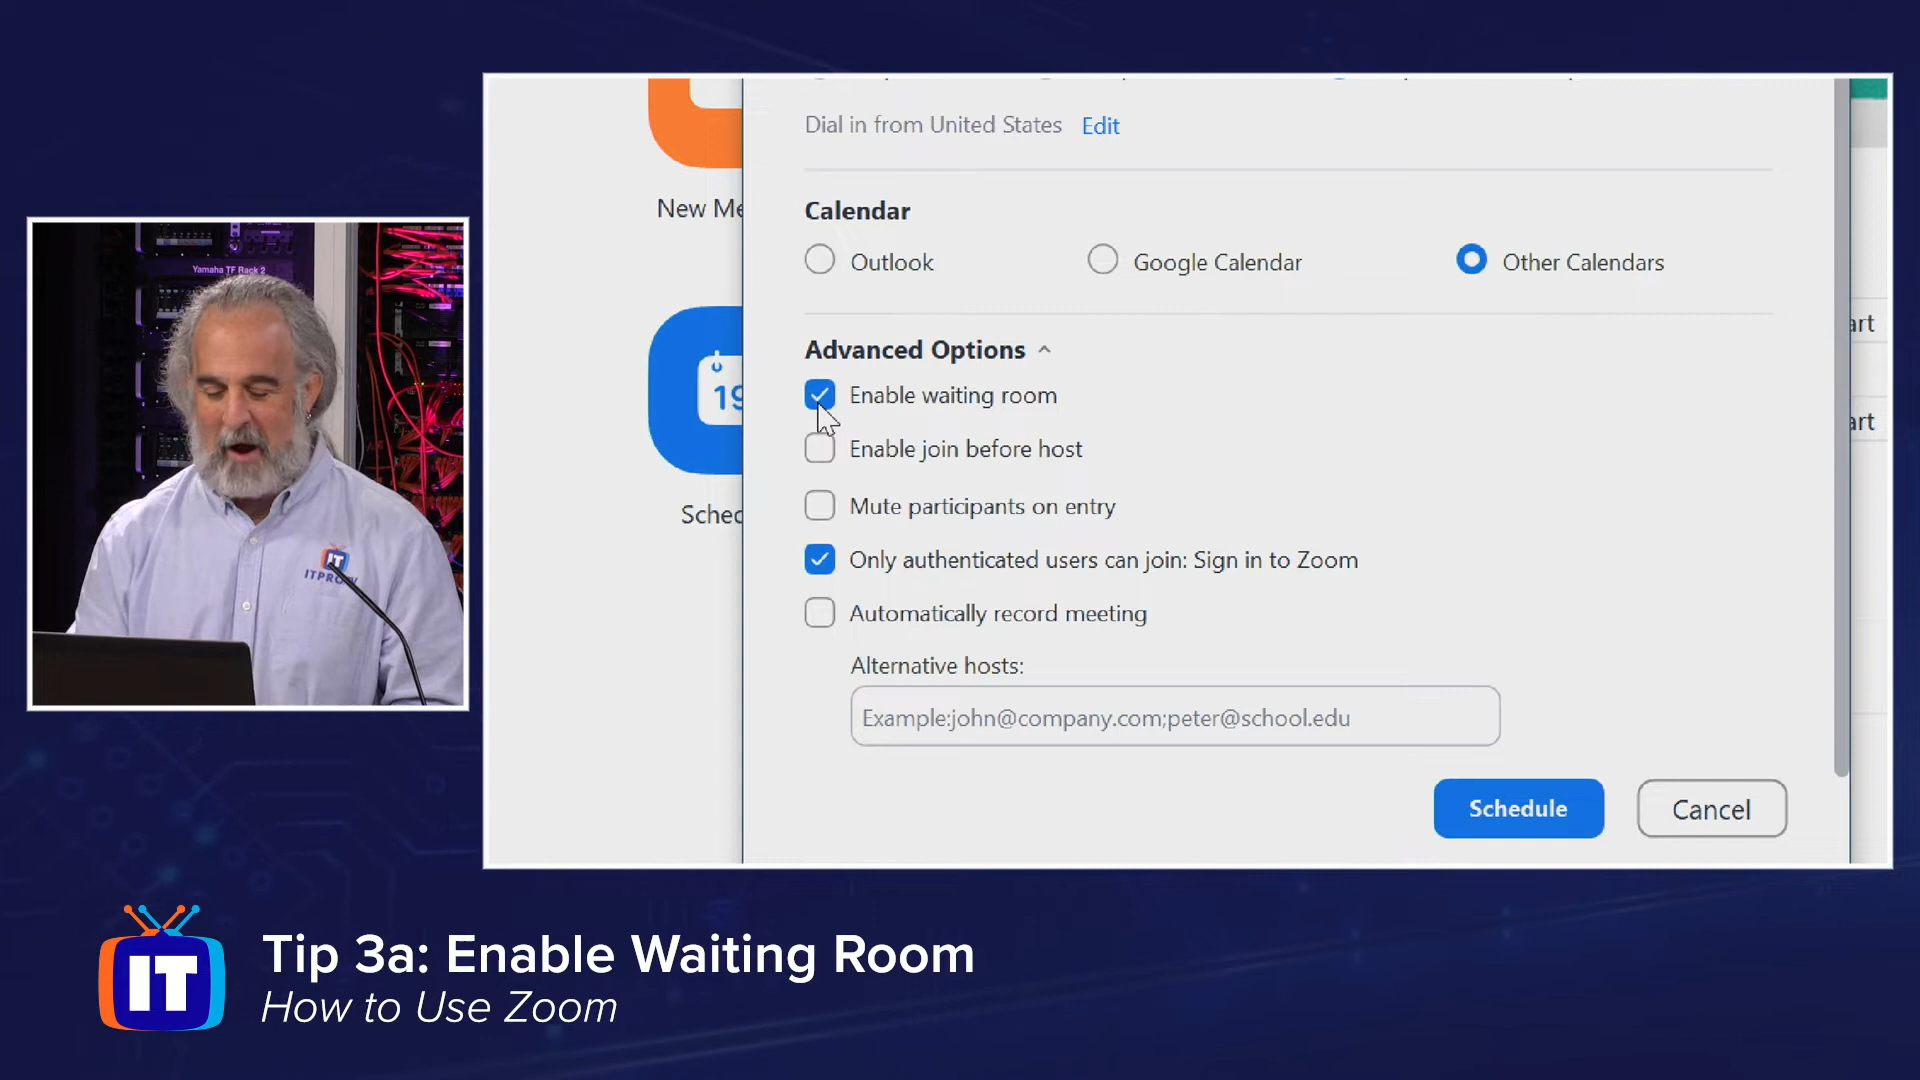 Dial in from United States Edit
New Me
Calendar
Outlook
Google Calendar
Other Calendars
Yamaha TF Rack 2
art
Advanced Options
19
Enable waiting room
art
Enable join before host
Sched
Mute participants on entry
IT
ITPRO
Only authenticated users can join: Sign in to Zoom
Automatically record meeting
Alternative hosts:
Example:john@company.com;peter@school.edu
Schedule
Cancel
IT
Tip 3a: Enable Waiting Room
How to Use Zoom